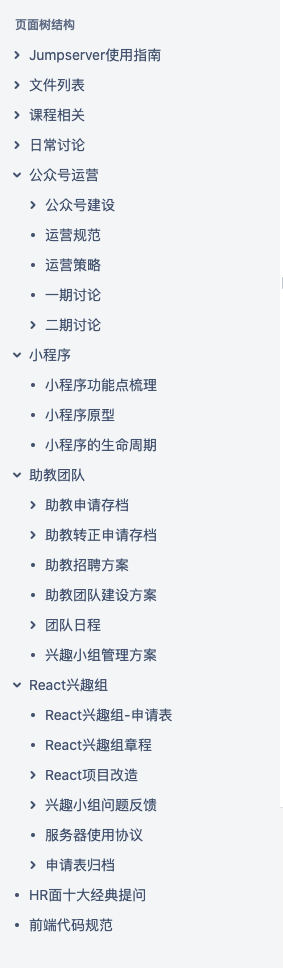 页面树结构
Jumpserver使用指南
文件列表
课程相关
日常讨论
公众号运营
公众号建设
运营规范
运营策略
一期讨论
二期讨论
小程序
小程序功能点梳理
小程序原型
小程序的生命周期
助教团队
助教申请存档
助教转正申请存档
助教招聘方案
助教团队建设方案
团队日程
兴趣小组管理方案
React兴趣组
React兴趣组-申请表
React兴趣组章程
React项目改造
兴趣小组问题反馈
服务器使用协议
申请表归档
HR面十大经典提问
前端代码规范